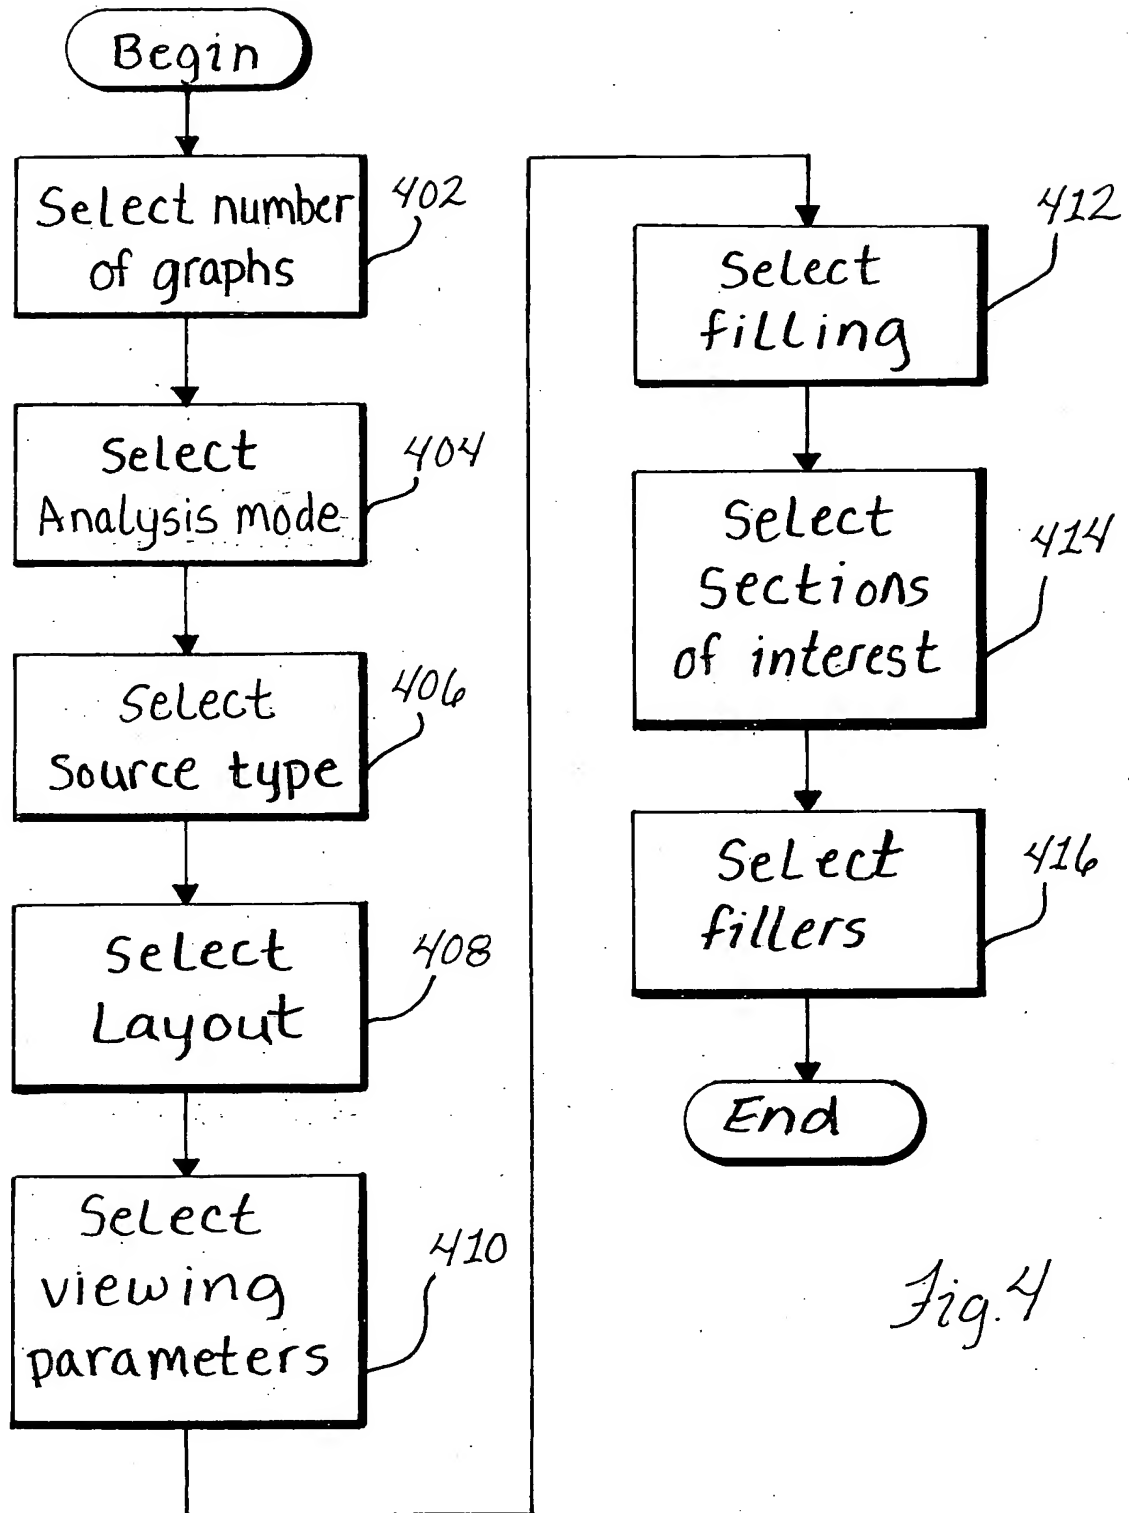 Begin
Select number
of graphs
402
Select
Analysis mode
404
Select
Source type
406
Select
Layout
408
Select
viewing
parameters
410
Select
filling
412
Select
Sections
of interest
414
Select
fillers
416
End
Fig. 4